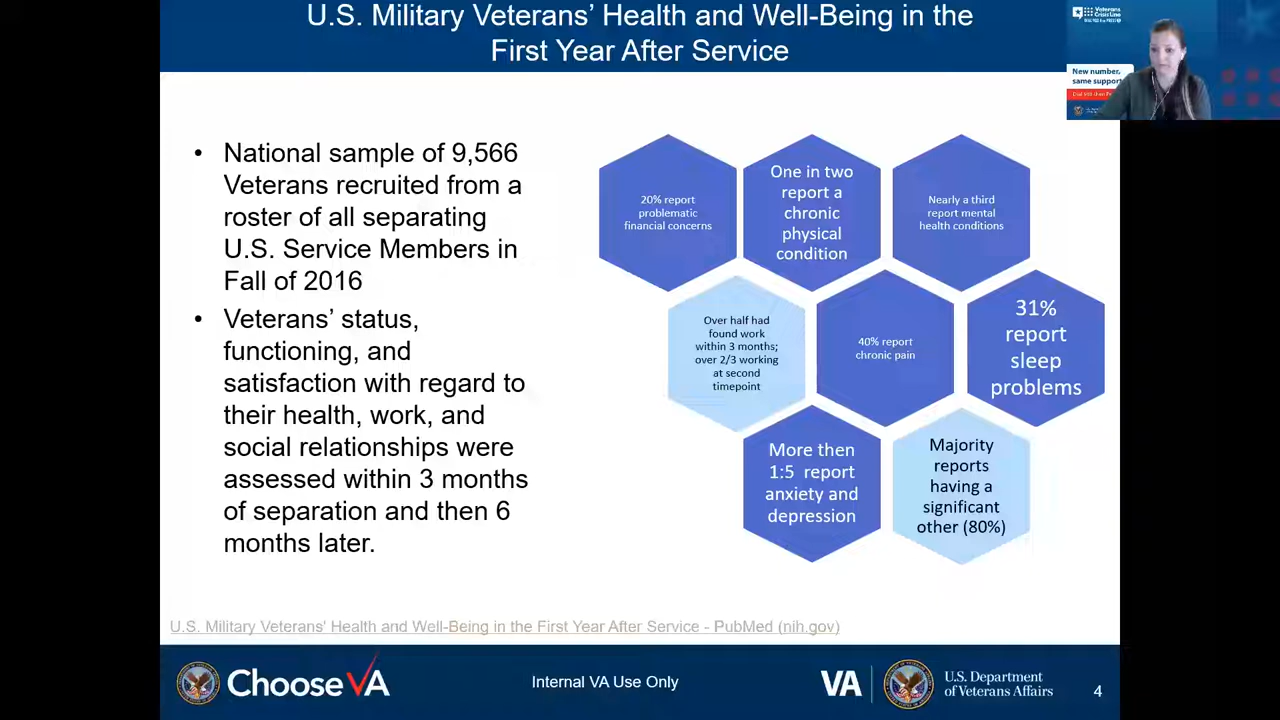 U.S. Military Veterans' Health and Well-Being in the
First Year After Service
Veterans
Crisis Line
New number,
same support
• National sample of 9,566
Veterans recruited from a
roster of all separating
U.S. Service Members in
Fall of 2016
• Veterans' status,
functioning, and
satisfaction with regard to
their health, work, and
social relationships were
assessed within 3 months
of separation and then 6
months later.
20% report
problematic
financial concerns
One in two
report a
chronic
physical
condition
Nearly a third
report mental
health conditions
Over half had
found work
within 3 months;
over 2/3 working
at second
timepoint
40% report
chronic pain
31%
report
sleep
problems
More then
1:5 report
anxiety and
depression
Majority
reports
having a
significant
other (80%)
U.S. Military Veterans' Health and Well-Being in the First Year After Service - PubMed (nih.gov)
ChooseVA
Internal VA Use Only
VA
U.S. Department
of Veterans Affairs
4